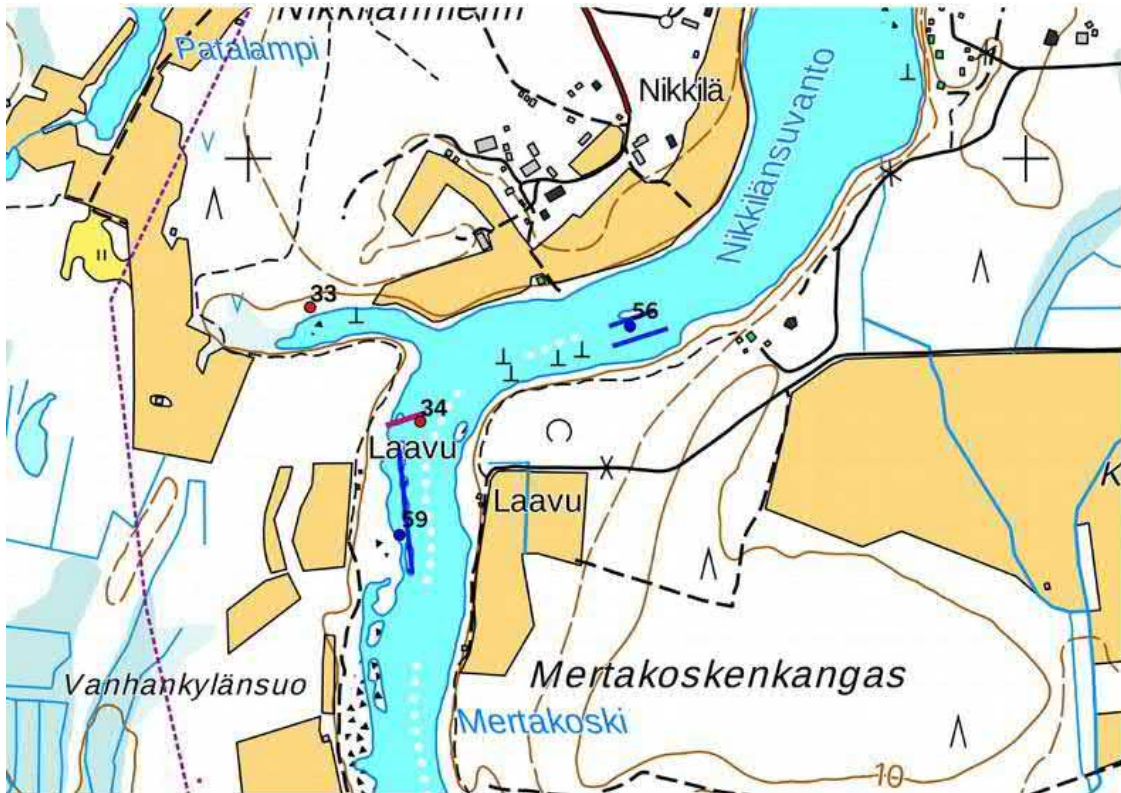 Patalampi
Nikkilä
Nikkilänsuvanto
33
56
34
Laavu
59
Laavu
Vanhankylänsuo
Mertakoskenkangas
Mertakoski
10
K